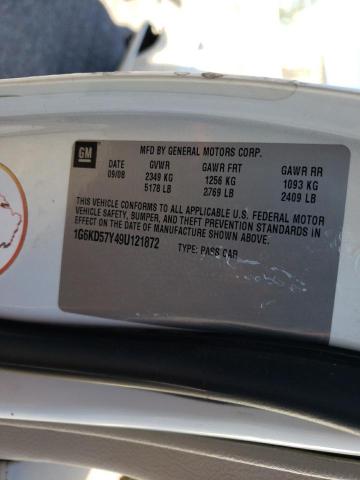 GM
MFD BY GENERAL MOTORS CORP.
DATE GVWR GAWR FRT GAWR RR
09/08 2349 KG 1256 KG 1093 KG
5178 LB 2769 LB 2409 LB
THIS VEHICLE CONFORMS TO ALL APPLICABLE U.S. FEDERAL MOTOR
VEHICLE SAFETY, BUMPER, AND THEFT PREVENTION STANDARDS IN
EFFECT ON THE DATE OF MANUFACTURE SHOWN ABOVE.
1G6KD57Y49U121872 TYPE: PASS CAR